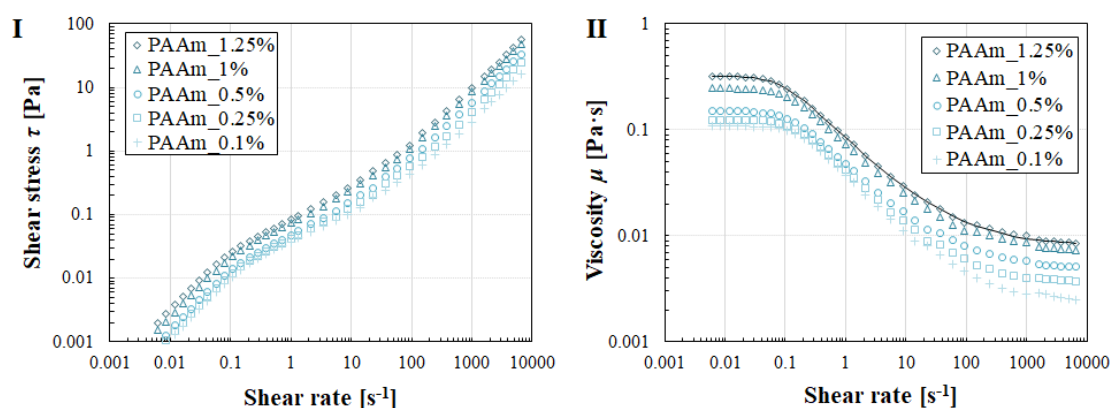 I
Shear stress τ [Pa]
100
10
1
0.1
0.01
0.001
PAAm_1.25%
PAAm_1%
PAAm_0.5%
PAAm_0.25%
PAAm_0.1%
0.001 0.01 0.1 1 10 100 1000 10000
Shear rate [s-1]
II
Viscosity μ [Pa·s]
1
0.1
0.01
0.001
PAAm_1.25%
PAAm_1%
PAAm_0.5%
PAAm_0.25%
PAAm_0.1%
0.001 0.01 0.1 1 10 100 1000 10000
Shear rate [s-1]